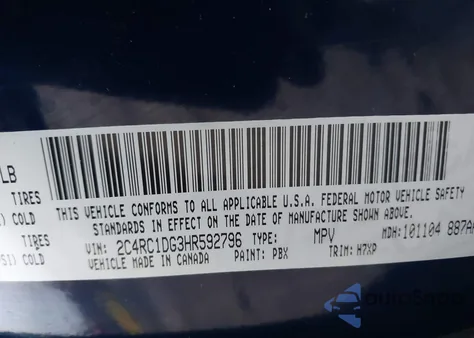 LB
TIRES
) COLD
TIRES
SI) COLD
THIS VEHICLE CONFORMS TO ALL APPLICABLE U.S.A. FEDERAL MOTOR VEHICLE SAFETY
STANDARDS IN EFFECT ON THE DATE OF MANUFACTURE SHOWN ABOVE.
VIN: 2C4RC1DG3HR592796 TYPE: MPV MDH: 101104 887A
VEHICLE MADE IN CANADA PAINT: PBX TRIM: H7XP